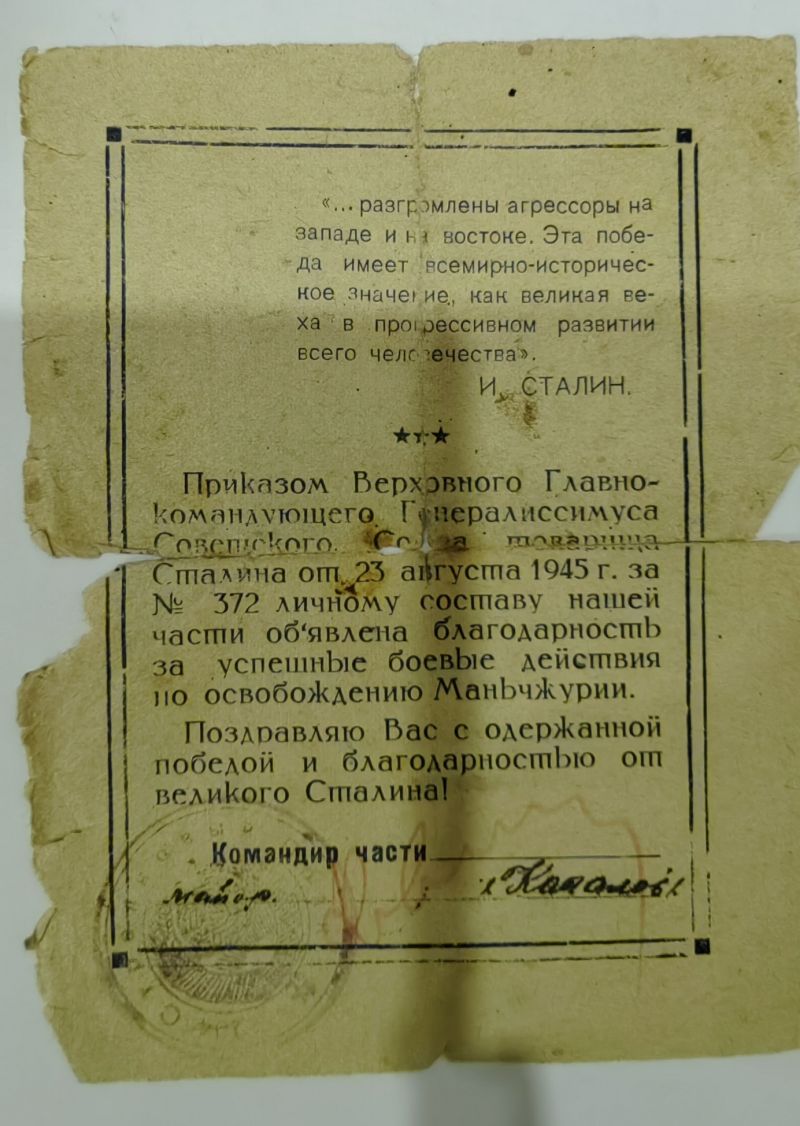 «... разгромлены агрессоры на
западе и на востоке. Эта побе-
да имеет всемирно-историчес-
кое значение, как великая ве-
ха в прогрессивном развитии
всего человечества».
И. СТАЛИН.
Приказом Верховного Главно-
командующего Генералиссимуса
Советского Союза товарища
Сталина от 23 августа 1945 г. за
№ 372 личному составу нашей
части об'явлена благодарность
за успешные боевые действия
по освобождению Маньчжурии.
Поздравляю Вас с одержанной
победой и благодарностью от
великого Сталина!
Командир части
майор